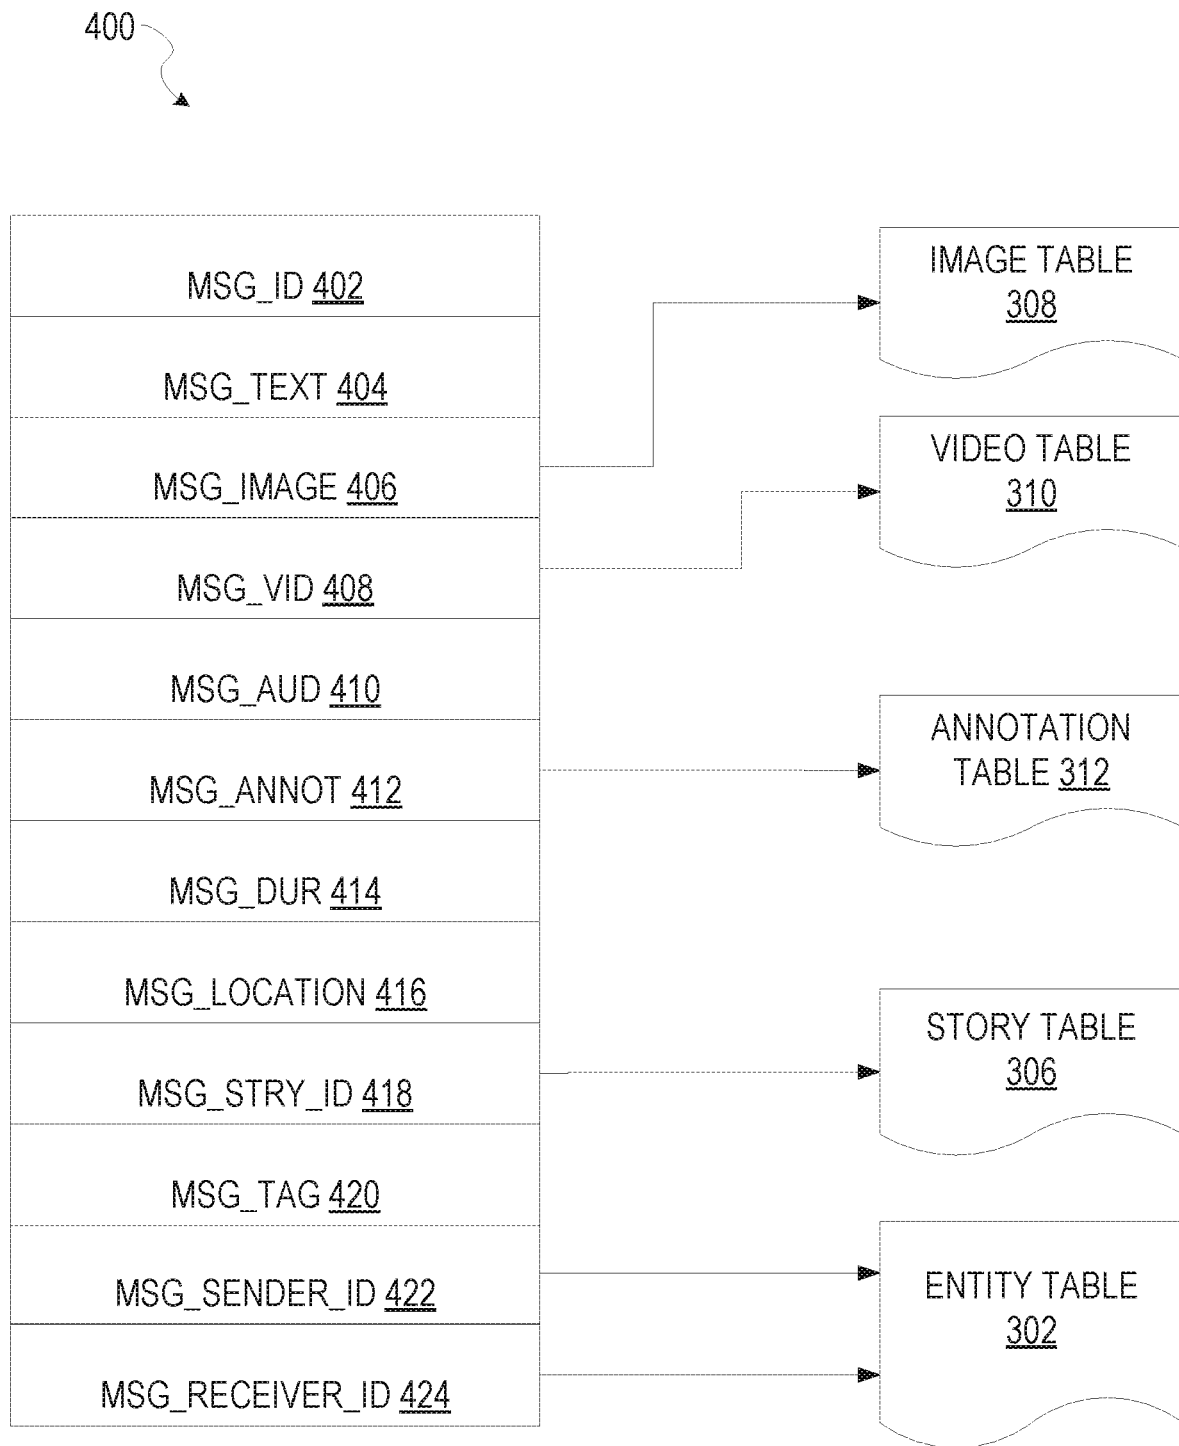 400
MSG_ID 402
MSG_TEXT 404
MSG_IMAGE 406
MSG_VID 408
MSG_AUD 410
MSG_ANNOT 412
MSG_DUR 414
MSG_LOCATION 416
MSG_STRY_ID 418
MSG_TAG 420
MSG_SENDER_ID 422
MSG_RECEIVER_ID 424
IMAGE TABLE
308
VIDEO TABLE
310
ANNOTATION
TABLE 312
STORY TABLE
306
ENTITY TABLE
302